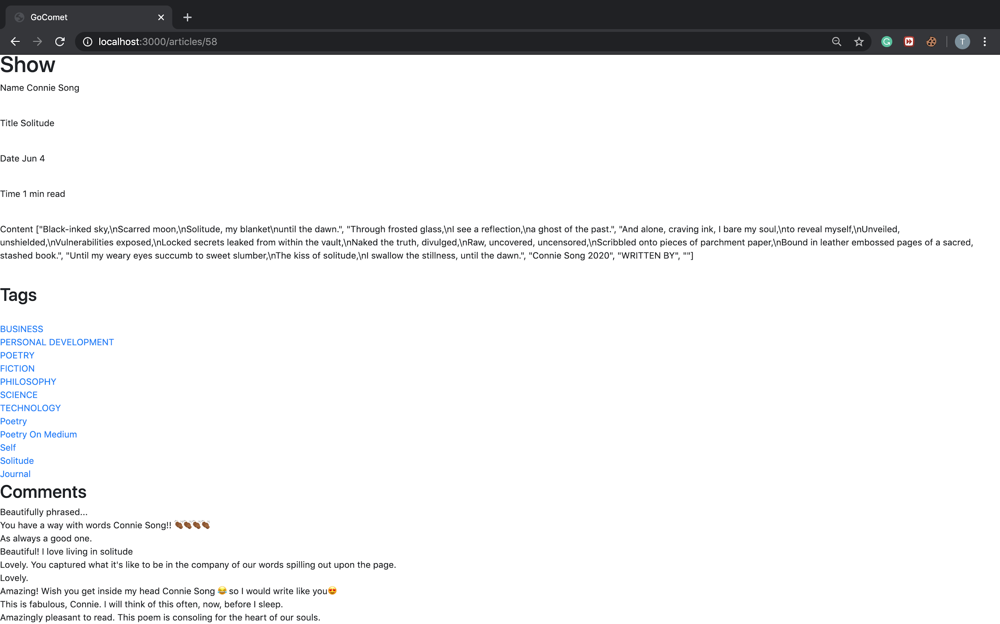 GoComet
localhost:3000/articles/58
T
Show
Name Connie Song
Title Solitude
Date Jun 4
Time 1 min read
Content ["Black-inked sky,\nScarred moon,\nSolitude, my blanket\nuntil the dawn.", "Through frosted glass,\nI see a reflection,\na ghost of the past.", "And alone, craving ink, I bare my soul,\nto reveal myself,\nUnveiled,
unshielded,\nVulnerabilities exposed,\nLocked secrets leaked from within the vault,\nNaked the truth, divulged,\nRaw, uncovered, uncensored,\nScribbled onto pieces of parchment paper,\nBound in leather embossed pages of a sacred,
stashed book.", "Until my weary eyes succumb to sweet slumber,\nThe kiss of solitude,\nI swallow the stillness, until the dawn.", "Connie Song 2020", "WRITTEN BY", ""]
Tags
BUSINESS
PERSONAL DEVELOPMENT
POETRY
FICTION
PHILOSOPHY
SCIENCE
TECHNOLOGY
Poetry
Poetry On Medium
Self
Solitude
Journal
Comments
Beautifully phrased...
You have a way with words Connie Song!! 👏🏾👏🏾👏🏾👏🏾
As always a good one.
Beautiful! I love living in solitude
Lovely. You captured what it's like to be in the company of our words spilling out upon the page.
Lovely.
Amazing! Wish you get inside my head Connie Song 😂 so I would write like you😍
This is fabulous, Connie. I will think of this often, now, before I sleep.
Amazingly pleasant to read. This poem is consoling for the heart of our souls.